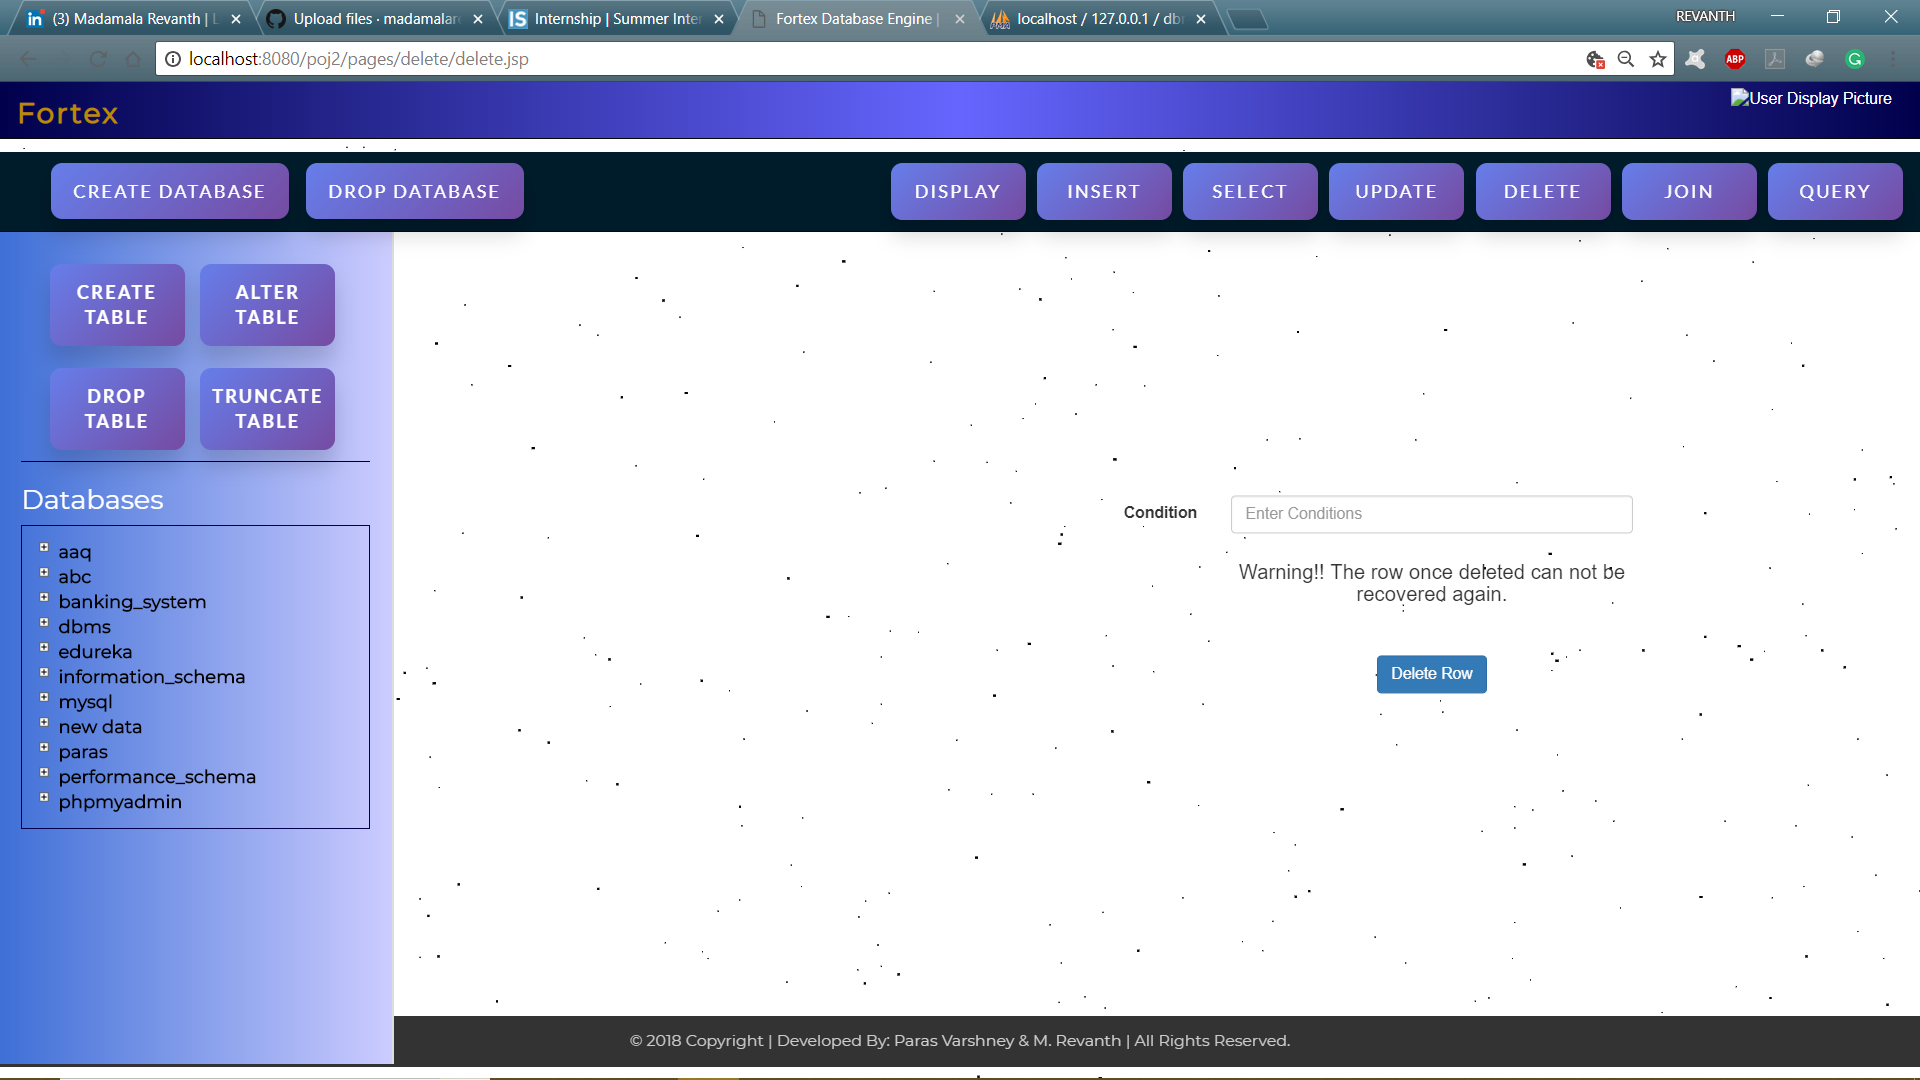 (3) Madamala Revanth | L
Upload files · madamalare
Internship | Summer Inter
Fortex Database Engine |
localhost / 127.0.0.1 / dbm
REVANTH
localhost:8080/poj2/pages/delete/delete.jsp
ABP
Fortex
User Display Picture
CREATE DATABASE
DROP DATABASE
DISPLAY
INSERT
SELECT
UPDATE
DELETE
JOIN
QUERY
CREATE
TABLE
ALTER
TABLE
DROP
TABLE
TRUNCATE
TABLE
Databases
aaq
abc
banking_system
dbms
edureka
information_schema
mysql
new data
paras
performance_schema
phpmyadmin
Condition
Enter Conditions
Warning!! The row once deleted can not be
recovered again.
Delete Row
© 2018 Copyright | Developed By: Paras Varshney & M. Revanth | All Rights Reserved.